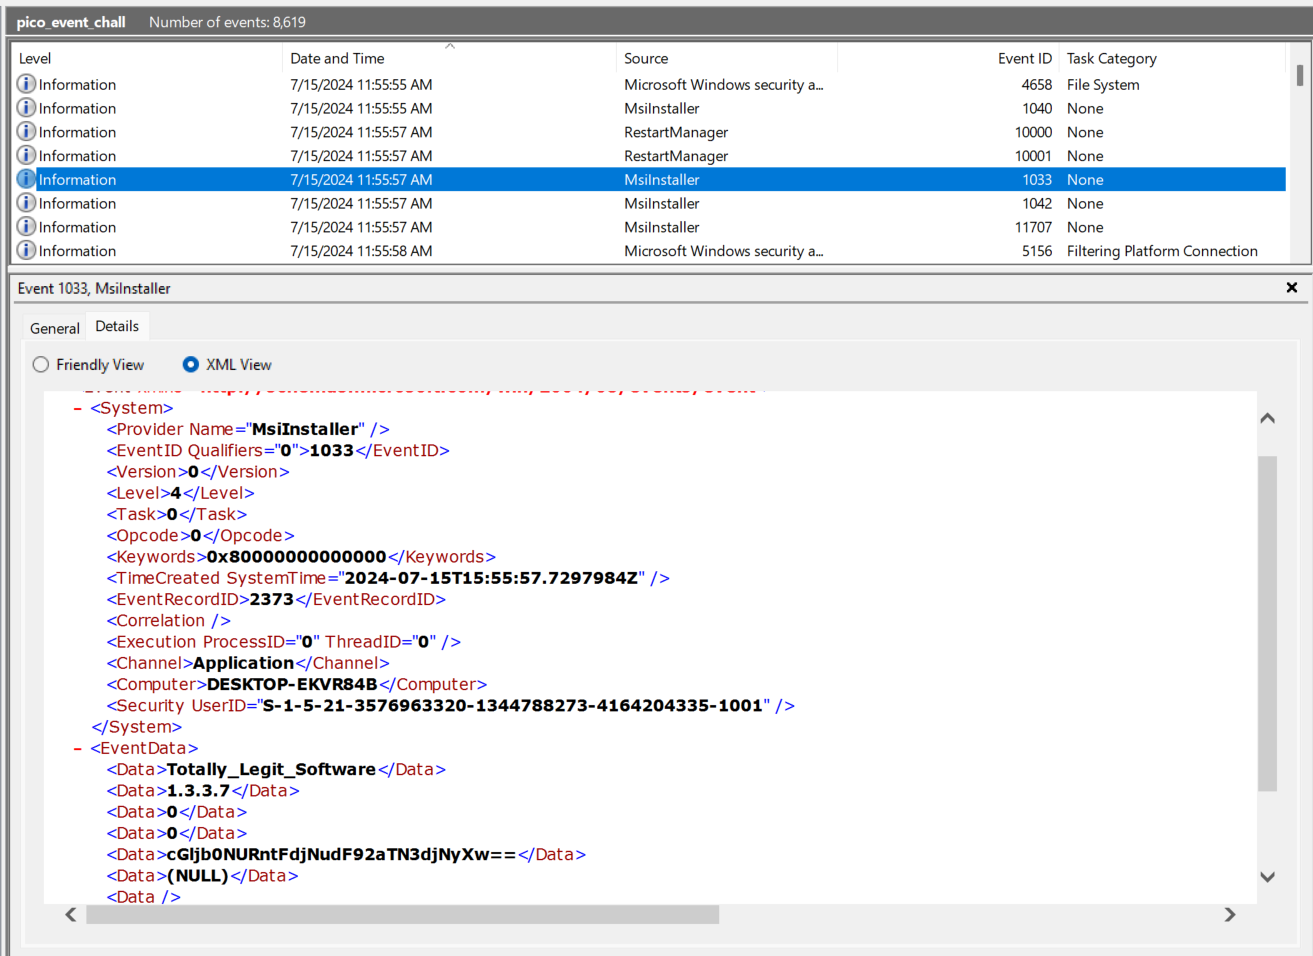 pico_event_chall Number of events: 8,619
Level Date and Time Source Event ID Task Category
Information 7/15/2024 11:55:55 AM Microsoft Windows security a... 4658 File System
Information 7/15/2024 11:55:55 AM MsiInstaller 1040 None
Information 7/15/2024 11:55:57 AM RestartManager 10000 None
Information 7/15/2024 11:55:57 AM RestartManager 10001 None
Information 7/15/2024 11:55:57 AM MsiInstaller 1033 None
Information 7/15/2024 11:55:57 AM MsiInstaller 1042 None
Information 7/15/2024 11:55:57 AM MsiInstaller 11707 None
Information 7/15/2024 11:55:58 AM Microsoft Windows security a... 5156 Filtering Platform Connection
Event 1033, MsiInstaller
General Details
Friendly View XML View
- <System>
<Provider Name="MsiInstaller" />
<EventID Qualifiers="0">1033</EventID>
<Version>0</Version>
<Level>4</Level>
<Task>0</Task>
<Opcode>0</Opcode>
<Keywords>0x80000000000000</Keywords>
<TimeCreated SystemTime="2024-07-15T15:55:57.7297984Z" />
<EventRecordID>2373</EventRecordID>
<Correlation />
<Execution ProcessID="0" ThreadID="0" />
<Channel>Application</Channel>
<Computer>DESKTOP-EKVR84B</Computer>
<Security UserID="S-1-5-21-3576963320-1344788273-4164204335-1001" />
</System>
- <EventData>
<Data>Totally_Legit_Software</Data>
<Data>1.3.3.7</Data>
<Data>0</Data>
<Data>0</Data>
<Data>cGljb0NURntFdjNudF92aTN3djNyXw==</Data>
<Data>(NULL)</Data>
<Data />